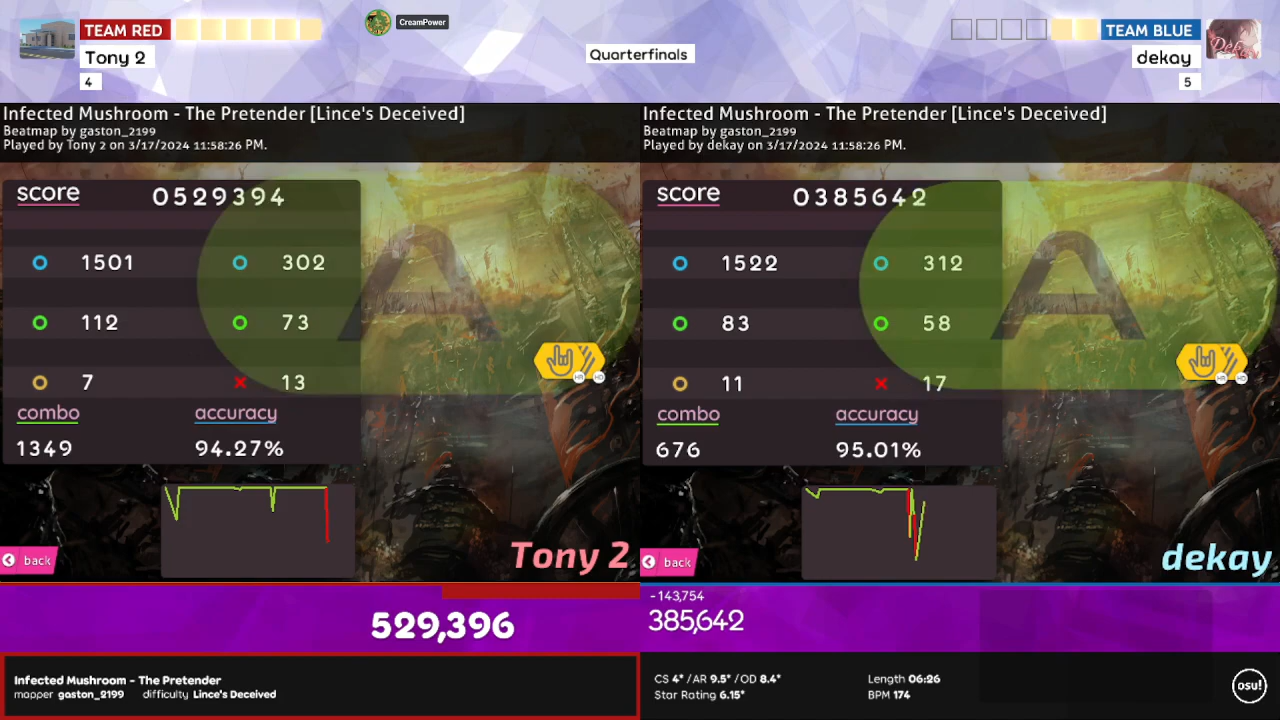 TEAM RED
Tony 2
4
CreamPower
Quarterfinals
TEAM BLUE
dekay
5
Dekay
Infected Mushroom - The Pretender [Lince's Deceived]
Beatmap by gaston_2199
Played by Tony 2 on 3/17/2024 11:58:26 PM.
score 0529394
1501 302
112 73
7 13
combo accuracy
1349 94.27%
A
HR HD
back
Tony 2
Infected Mushroom - The Pretender [Lince's Deceived]
Beatmap by gaston_2199
Played by dekay on 3/17/2024 11:58:26 PM.
score 0385642
1522 312
83 58
11 17
combo accuracy
676 95.01%
A
HR HD
back
dekay
529,396
-143,754
385,642
Infected Mushroom - The Pretender
mapper gaston_2199 difficulty Lince's Deceived
CS 4* / AR 9.5* / OD 8.4*
Star Rating 6.15*
Length 06:26
BPM 174
osu!